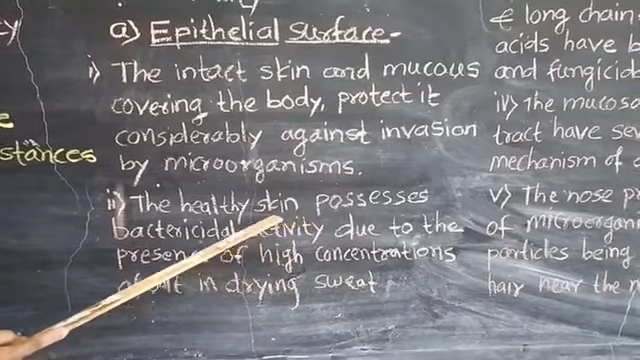 a) Epithelial Surface-
i) The intact skin and mucous
covering the body, protect it
considerably against invasion
by microorganisms.
ii) The healthy skin possesses
bactericidal activity due to the
presence of high concentrations
of salt in drying sweat
stances
& long chain
acids have
and fungicid
iv) The mucosa
tract have se
mechanism of
v) The nose p
of microorgani
particles being
hair near the n